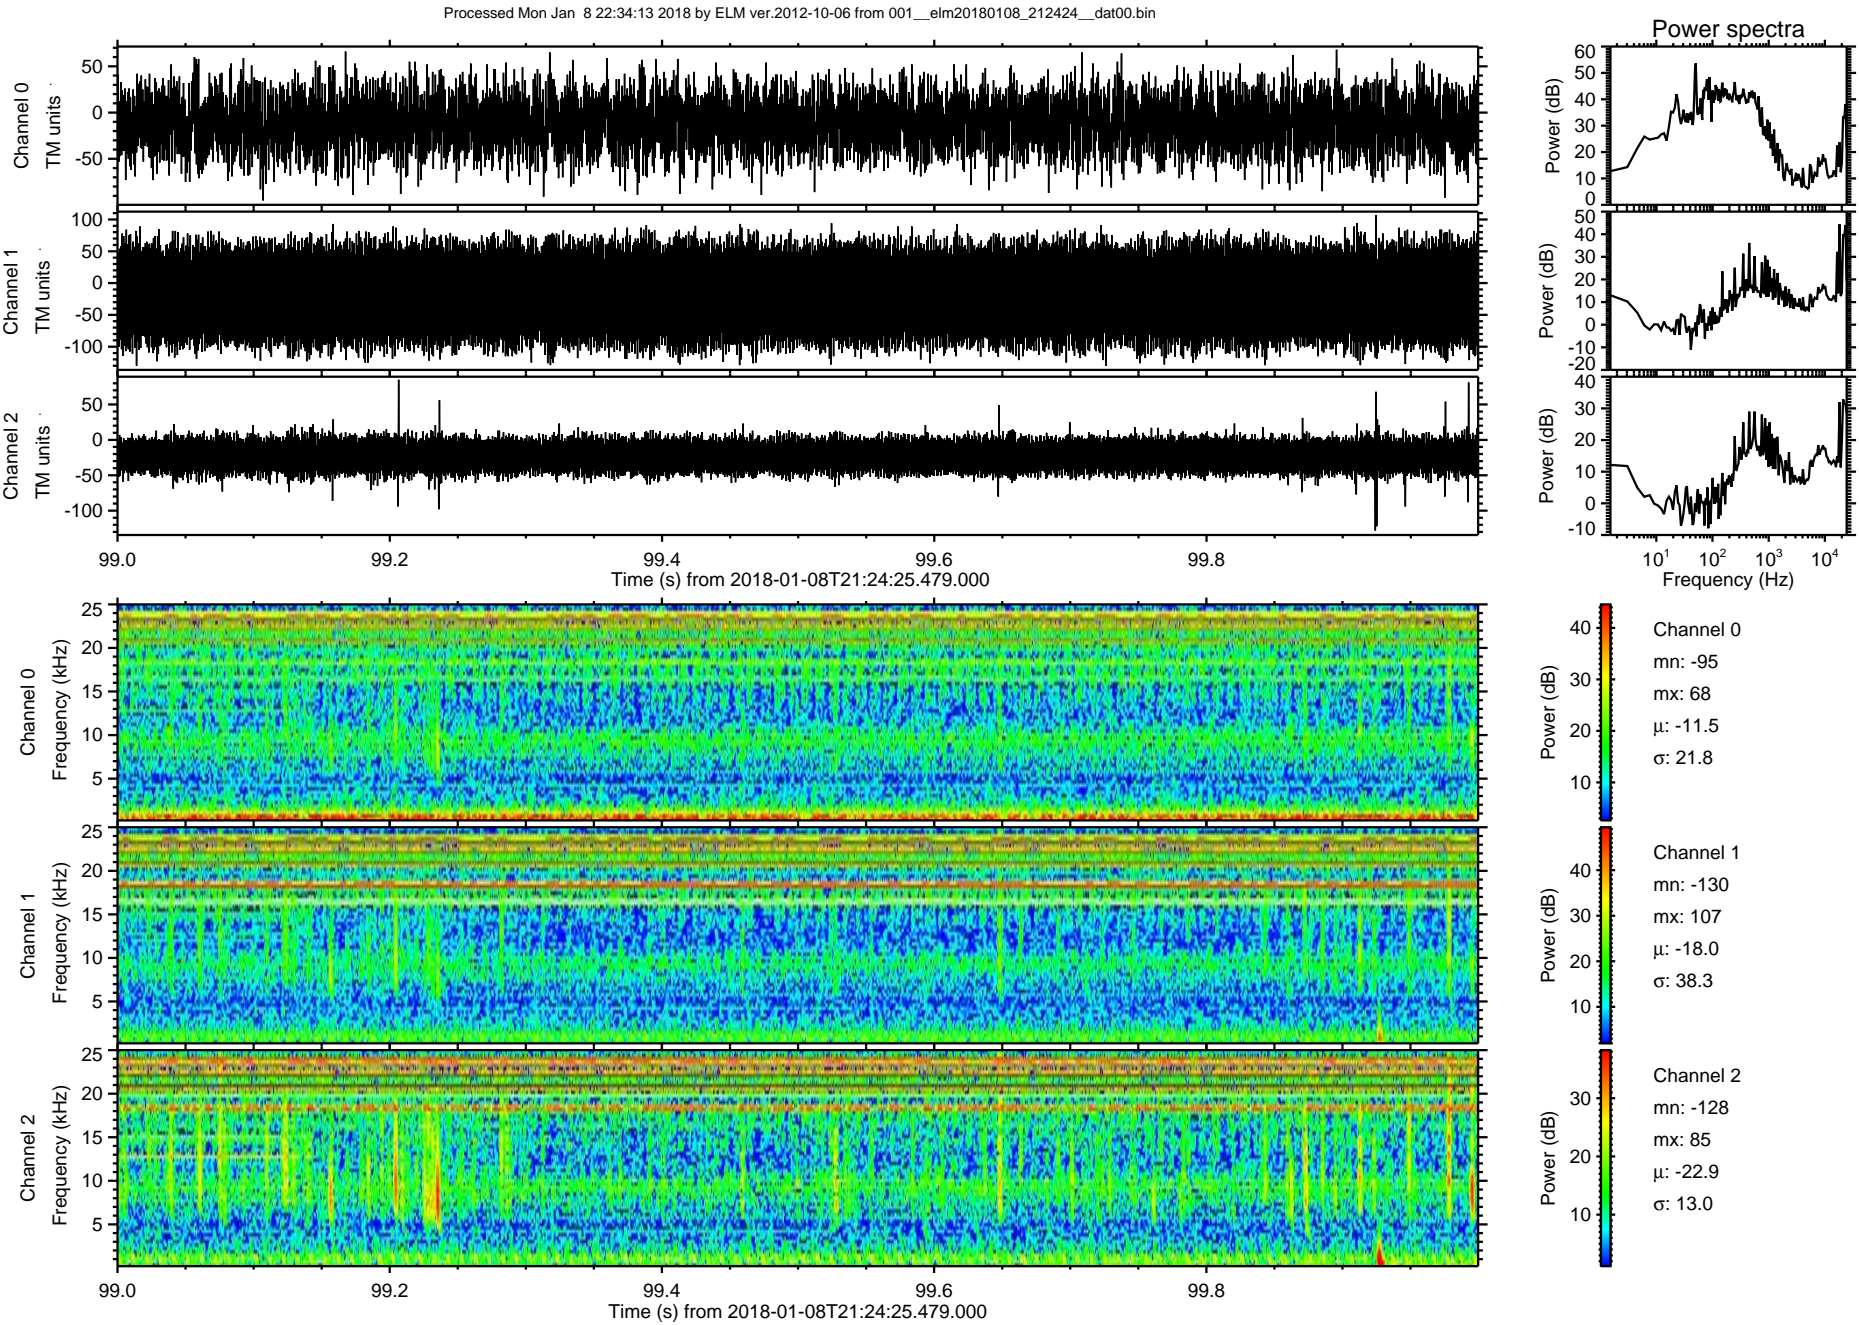 Processed Mon Jan 8 22:34:13 2018 by ELM ver.2012-10-06 from 001__elm20180108_212424__dat00.bin
Power spectra
Channel 0
TM units
50
0
-50
Power (dB)
60
50
40
30
20
10
0
Channel 1
TM units
100
50
0
-50
-100
Power (dB)
50
40
30
20
10
0
-10
-20
Channel 2
TM units
50
0
-50
-100
Power (dB)
40
30
20
10
0
-10
99.0 99.2 99.4 99.6 99.8
Time (s) from 2018-01-08T21:24:25.479.000
10^1 10^2 10^3 10^4
Frequency (Hz)
Channel 0
Frequency (kHz)
25
20
15
10
5
Power (dB)
40
30
20
10
Channel 0
mn: -95
mx: 68
μ: -11.5
σ: 21.8
Channel 1
Frequency (kHz)
25
20
15
10
5
Power (dB)
40
30
20
10
Channel 1
mn: -130
mx: 107
μ: -18.0
σ: 38.3
Channel 2
Frequency (kHz)
25
20
15
10
5
Power (dB)
30
20
10
Channel 2
mn: -128
mx: 85
μ: -22.9
σ: 13.0
99.0 99.2 99.4 99.6 99.8
Time (s) from 2018-01-08T21:24:25.479.000